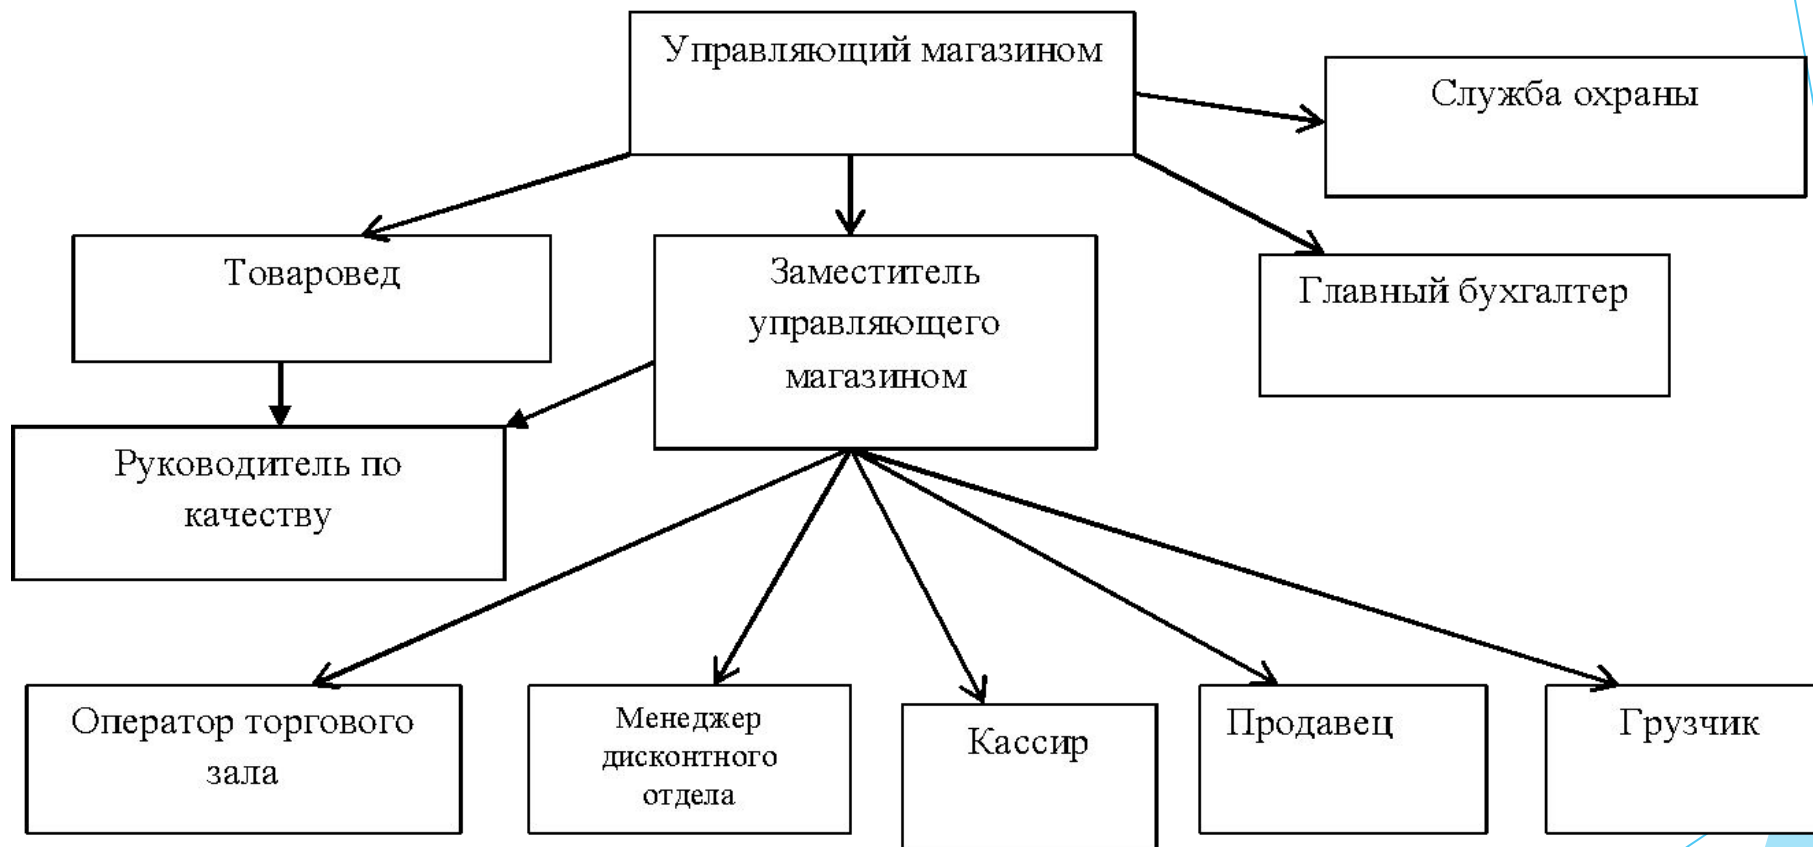 Управляющий магазином
Служба охраны
Товаровед
Заместитель
управляющего
магазином
Главный бухгалтер
Руководитель по
качеству
Оператор торгового
зала
Менеджер
дисконтного
отдела
Кассир
Продавец
Грузчик